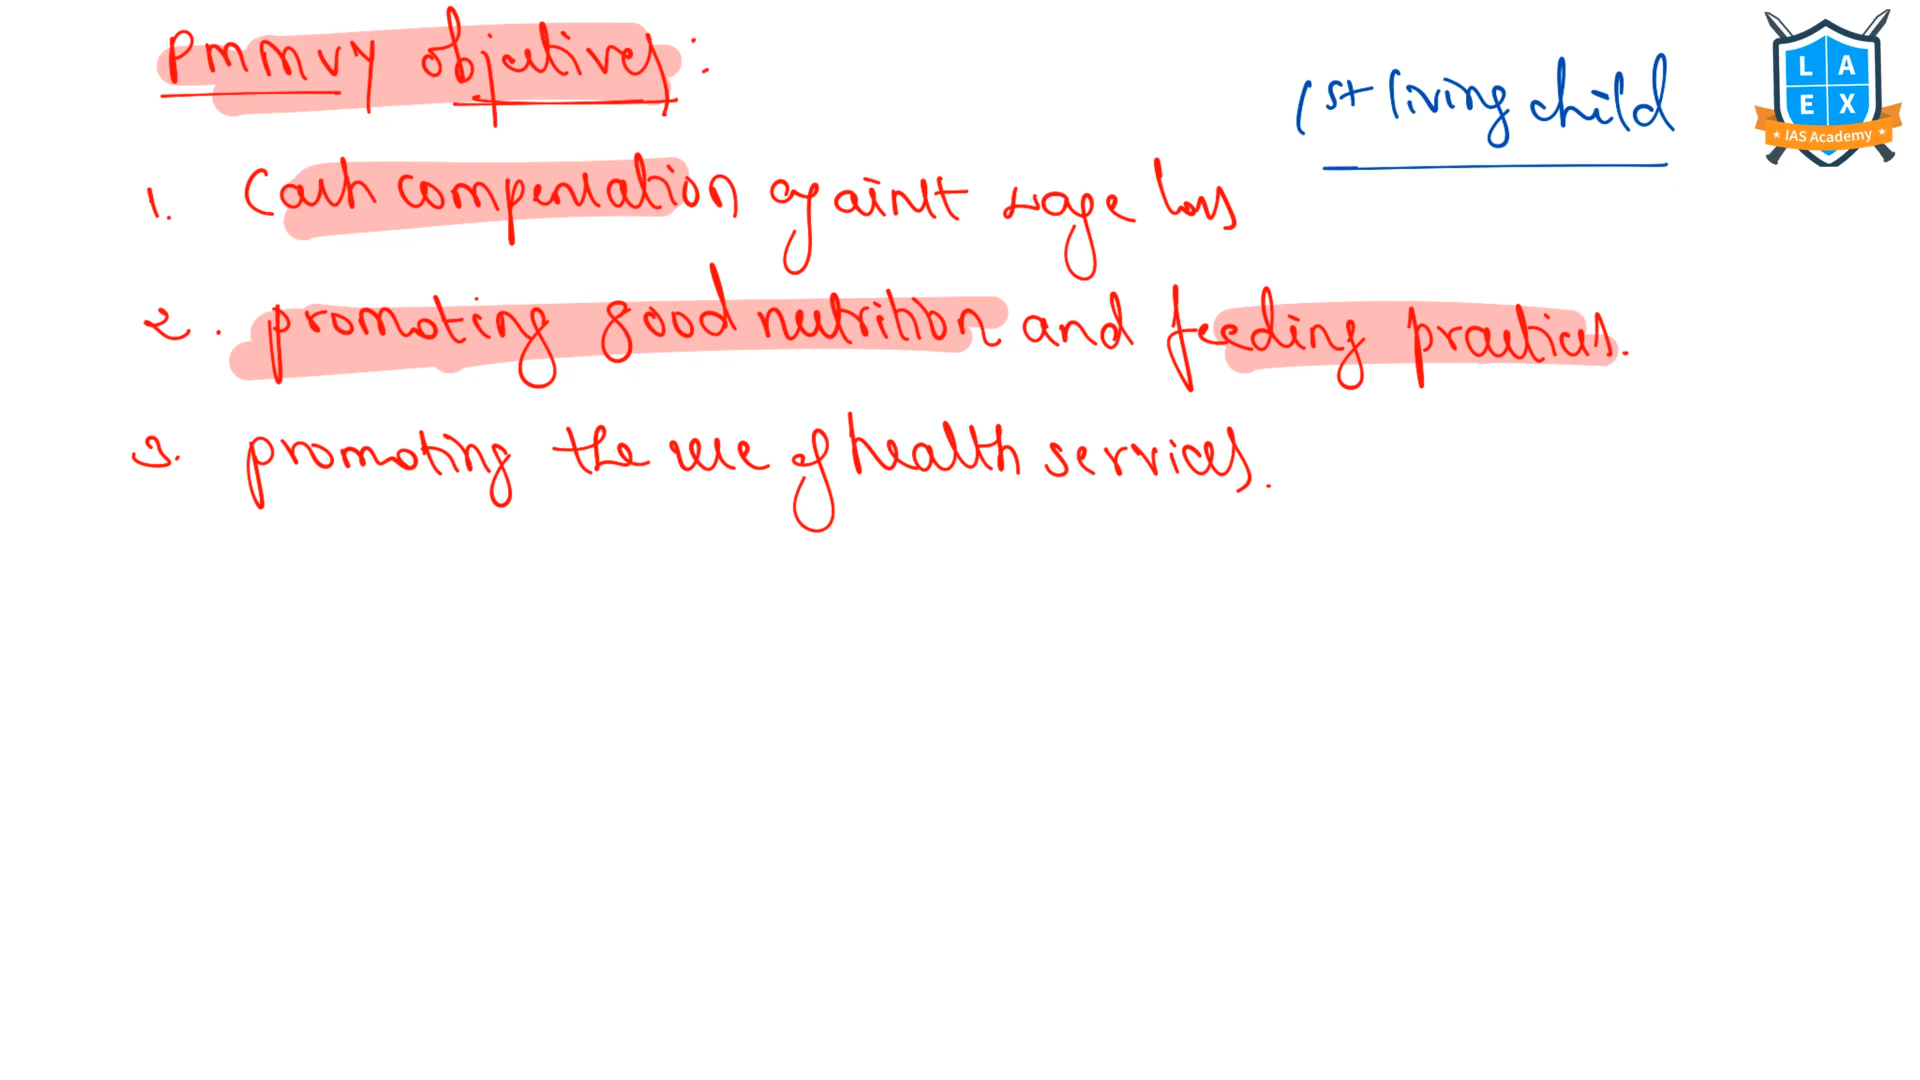 PMMVY objectives:
1st living child
1. Cash compensation against wage loss
2. promoting good nutrition and feeding practices.
3. promoting the use of health services.
L A
E X
IAS Academy